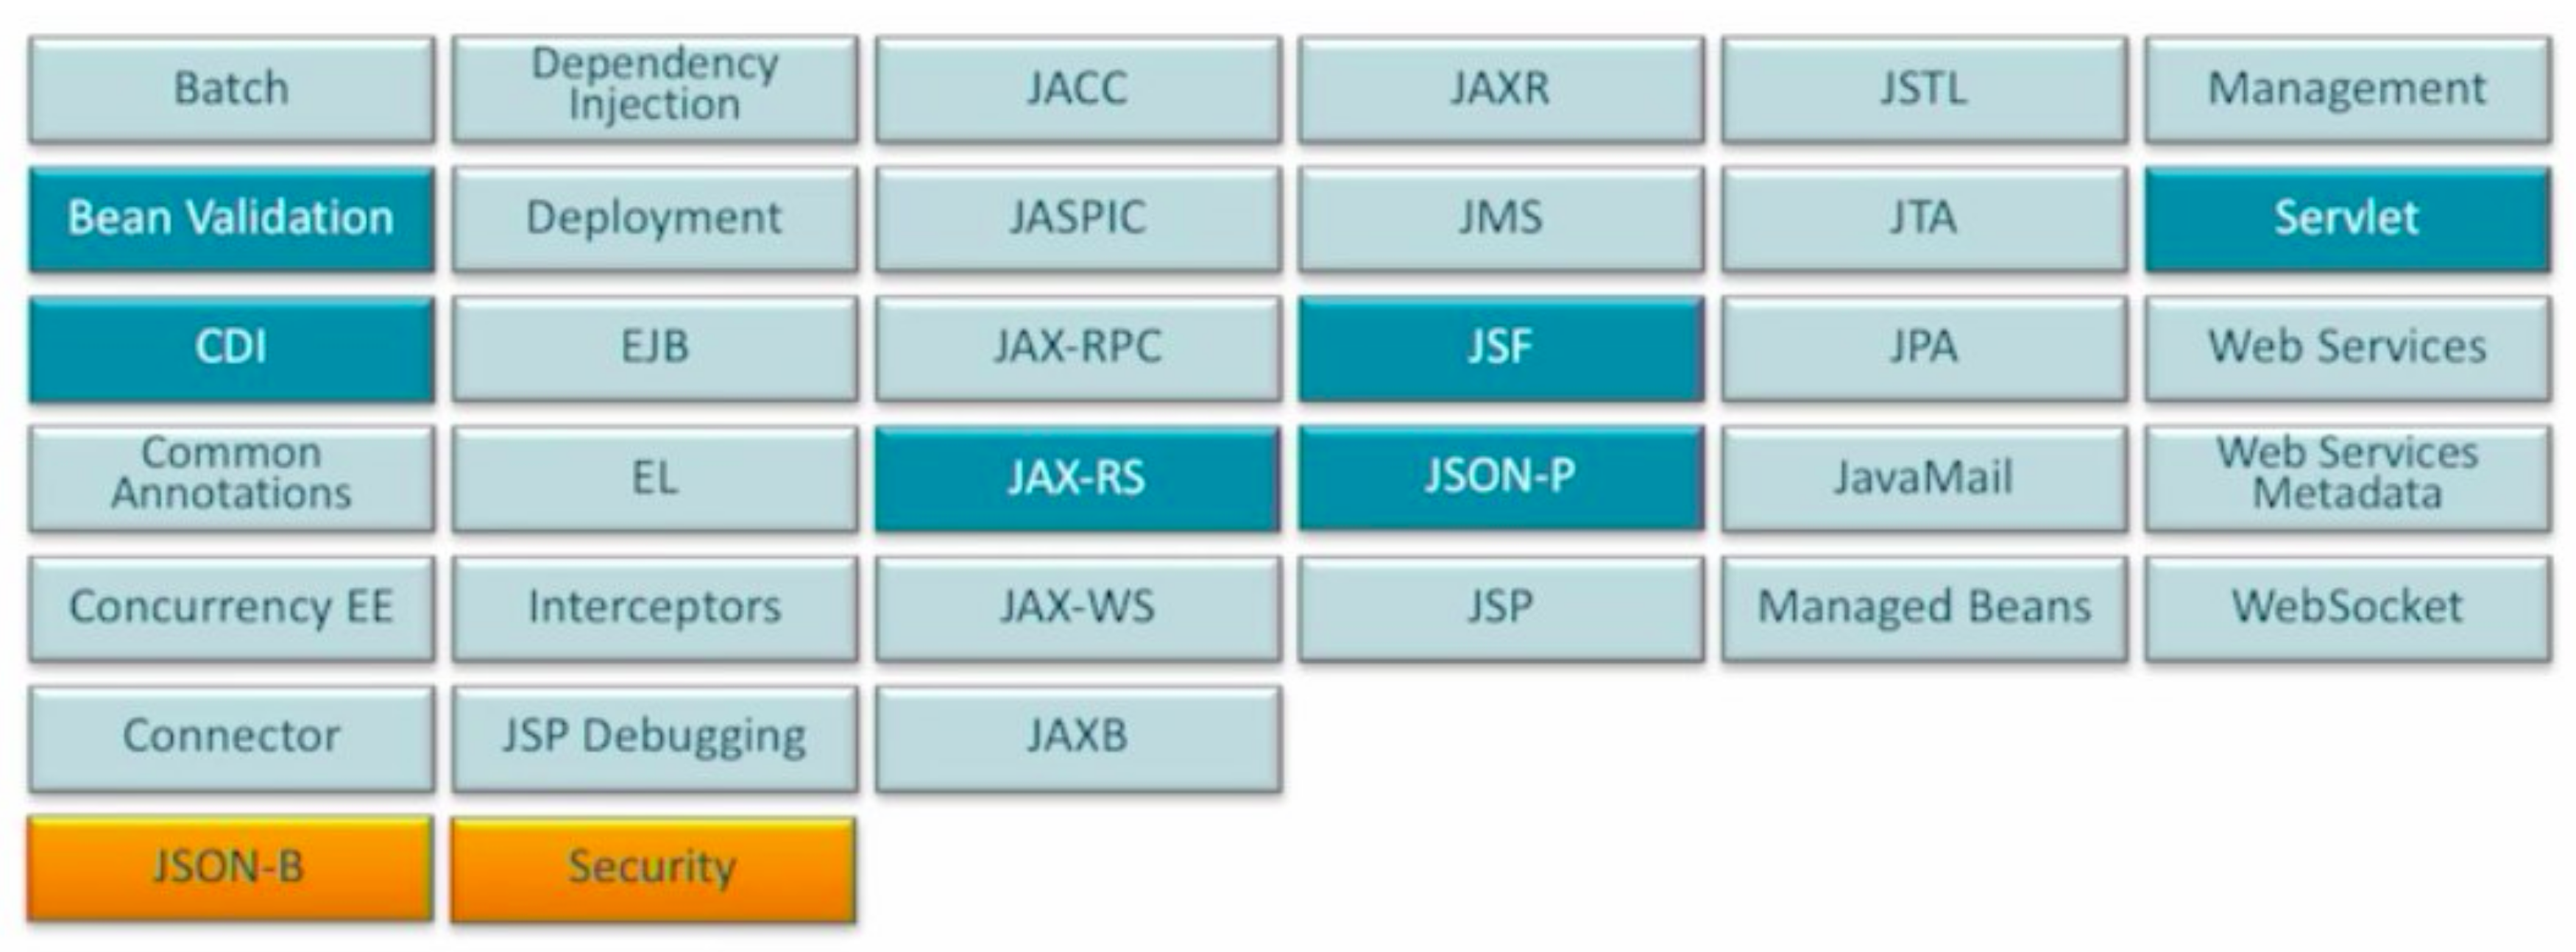 Batch
Dependency
Injection
JACC
JAXR
JSTL
Management
Bean Validation
Deployment
JASPIC
JMS
JTA
Servlet
CDI
EJB
JAX-RPC
JSF
JPA
Web Services
Common
Annotations
EL
JAX-RS
JSON-P
JavaMail
Web Services
Metadata
Concurrency EE
Interceptors
JAX-WS
JSP
Managed Beans
WebSocket
Connector
JSP Debugging
JAXB
JSON-B
Security